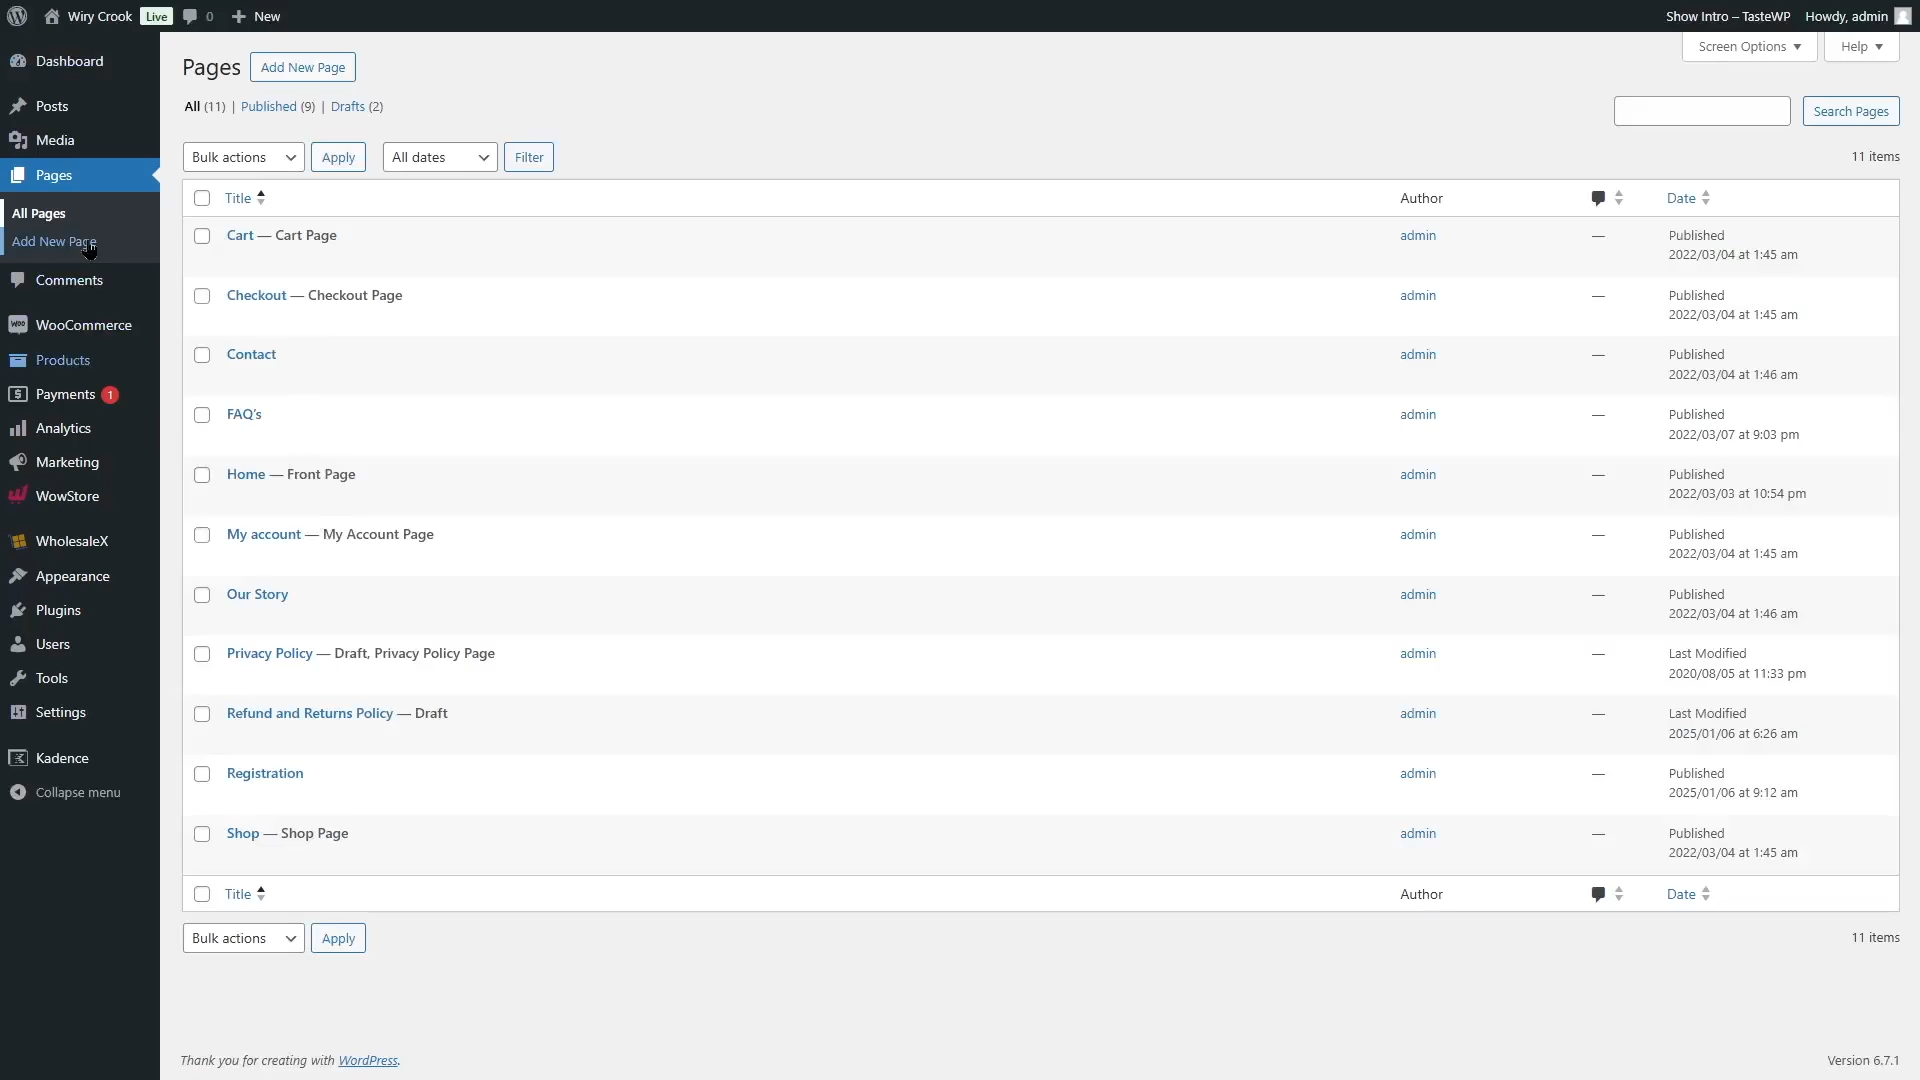 Wiry Crook Live 0 New Show Intro – TasteWP Howdy, admin
Dashboard
Posts
Media
Pages
All Pages
Add New Page
Comments
WooCommerce
Products
Payments 1
Analytics
Marketing
WowStore
WholesaleX
Appearance
Plugins
Users
Tools
Settings
Kadence
Collapse menu
Screen Options Help
Pages Add New Page
All (11) | Published (9) | Drafts (2)
Search Pages
Bulk actions Apply All dates Filter 11 items
Title Author Date
Cart — Cart Page admin — Published
2022/03/04 at 1:45 am
Checkout — Checkout Page admin — Published
2022/03/04 at 1:45 am
Contact admin — Published
2022/03/04 at 1:46 am
FAQ's admin — Published
2022/03/07 at 9:03 pm
Home — Front Page admin — Published
2022/03/03 at 10:54 pm
My account — My Account Page admin — Published
2022/03/04 at 1:45 am
Our Story admin — Published
2022/03/04 at 1:46 am
Privacy Policy — Draft, Privacy Policy Page admin — Last Modified
2020/08/05 at 11:33 pm
Refund and Returns Policy — Draft admin — Last Modified
2025/01/06 at 6:26 am
Registration admin — Published
2025/01/06 at 9:12 am
Shop — Shop Page admin — Published
2022/03/04 at 1:45 am
Title Author Date
Bulk actions Apply 11 items
Thank you for creating with WordPress. Version 6.7.1